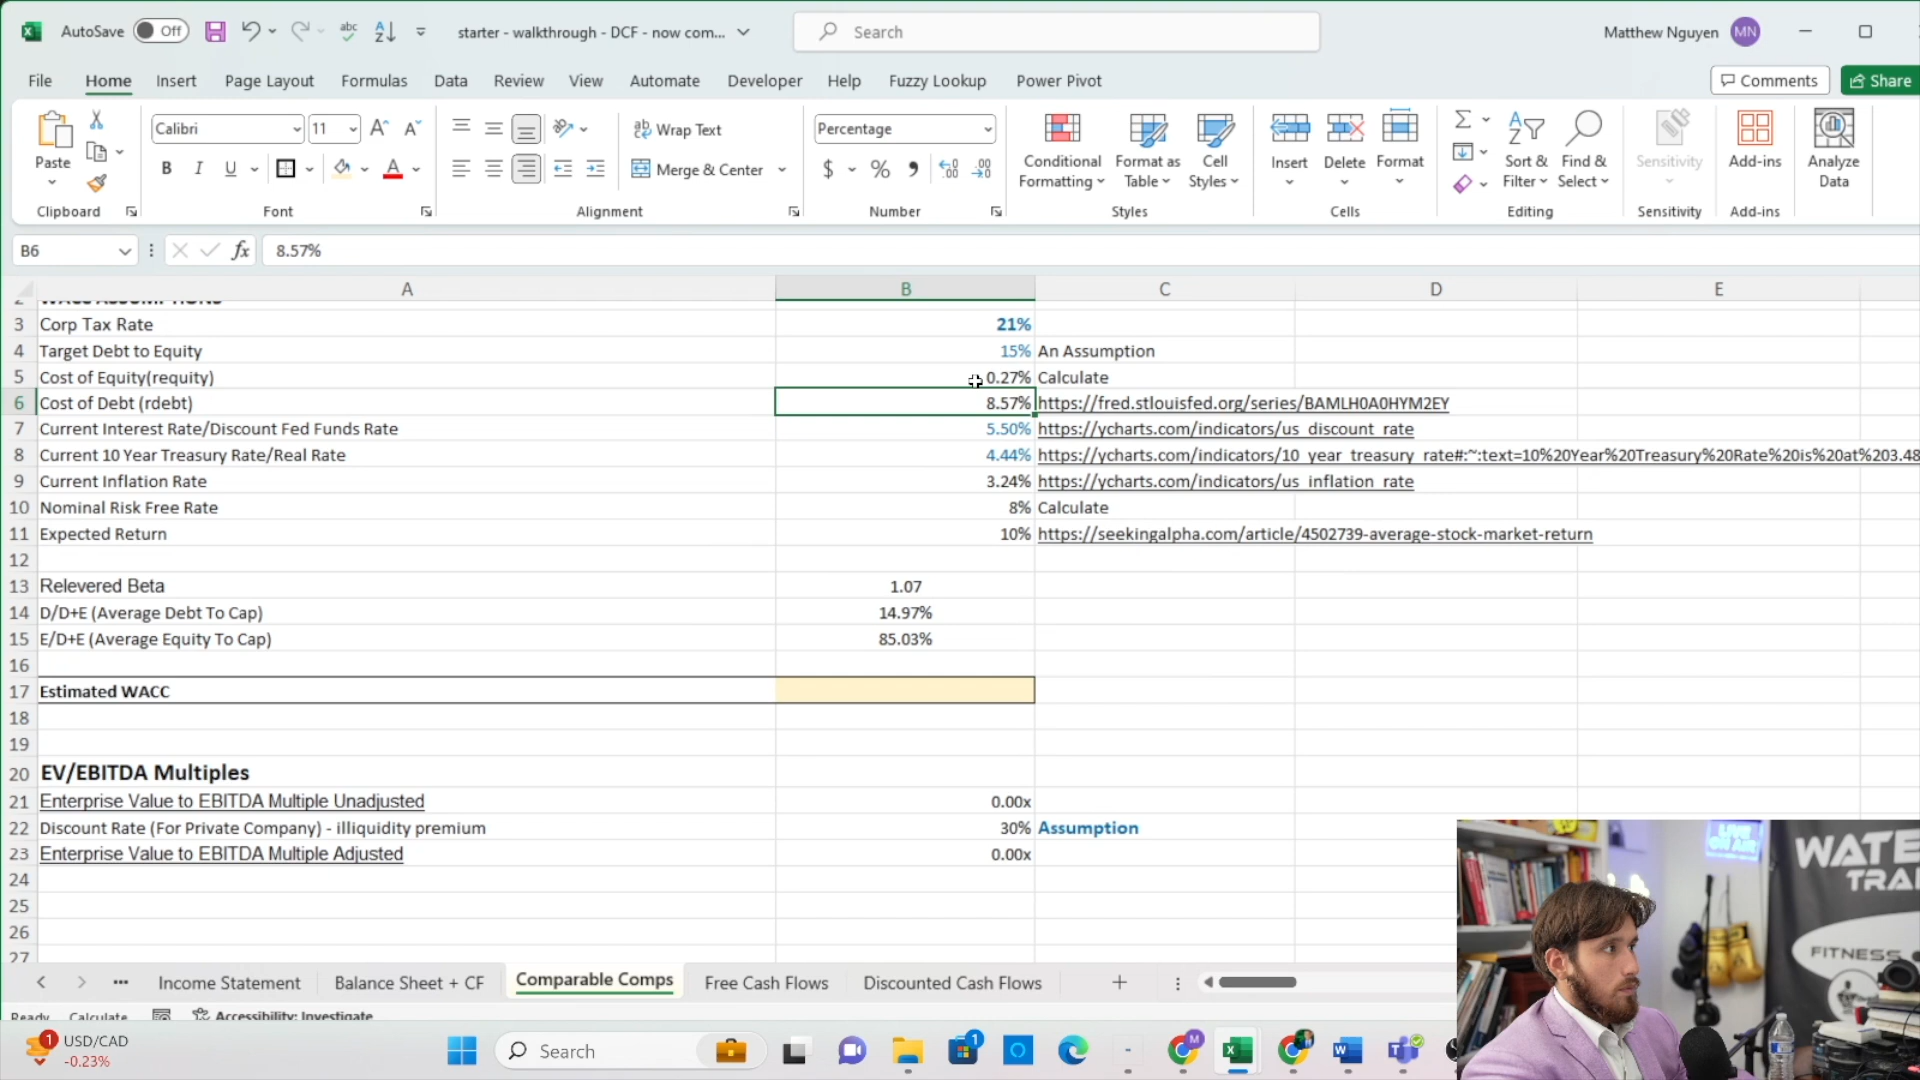 AutoSave Off starter - walkthrough - DCF - now com... Search Matthew Nguyen MN
File Home Insert Page Layout Formulas Data Review View Automate Developer Help Fuzzy Lookup Power Pivot Comments Share
Paste Calibri 11 Wrap Text Percentage Conditional Formatting Format as Table Cell Styles Insert Delete Format Sort & Filter Find & Select Sensitivity Add-ins Analyze Data
B I U Merge & Center $ %
Clipboard Font Alignment Number Styles Cells Editing Sensitivity Add-ins
B6 fx 8.57%
A B C D E
2 WACC ASSUMPTIONS
3 Corp Tax Rate 21%
4 Target Debt to Equity 15% An Assumption
5 Cost of Equity(requity) 0.27% Calculate
6 Cost of Debt (rdebt) 8.57% https://fred.stlouisfed.org/series/BAMLH0A0HYM2EY
7 Current Interest Rate/Discount Fed Funds Rate 5.50% https://ycharts.com/indicators/us_discount_rate
8 Current 10 Year Treasury Rate/Real Rate 4.44% https://ycharts.com/indicators/10_year_treasury_rate#:~:text=10%20Year%20Treasury%20Rate%20is%20at%203.48
9 Current Inflation Rate 3.24% https://ycharts.com/indicators/us_inflation_rate
10 Nominal Risk Free Rate 8% Calculate
11 Expected Return 10% https://seekingalpha.com/article/4502739-average-stock-market-return
12
13 Relevered Beta 1.07
14 D/D+E (Average Debt To Cap) 14.97%
15 E/D+E (Average Equity To Cap) 85.03%
16
17 Estimated WACC
18
19
20 EV/EBITDA Multiples
21 Enterprise Value to EBITDA Multiple Unadjusted 0.00x
22 Discount Rate (For Private Company) - illiquidity premium 30% Assumption
23 Enterprise Value to EBITDA Multiple Adjusted 0.00x
24
25
26
27
LIVE ON AIR
WATE
TRA
FITNESS
Income Statement Balance Sheet + CF Comparable Comps Free Cash Flows Discounted Cash Flows
Ready Calculate Accessibility: Investigate
1 USD/CAD
-0.23%
Search
1
M